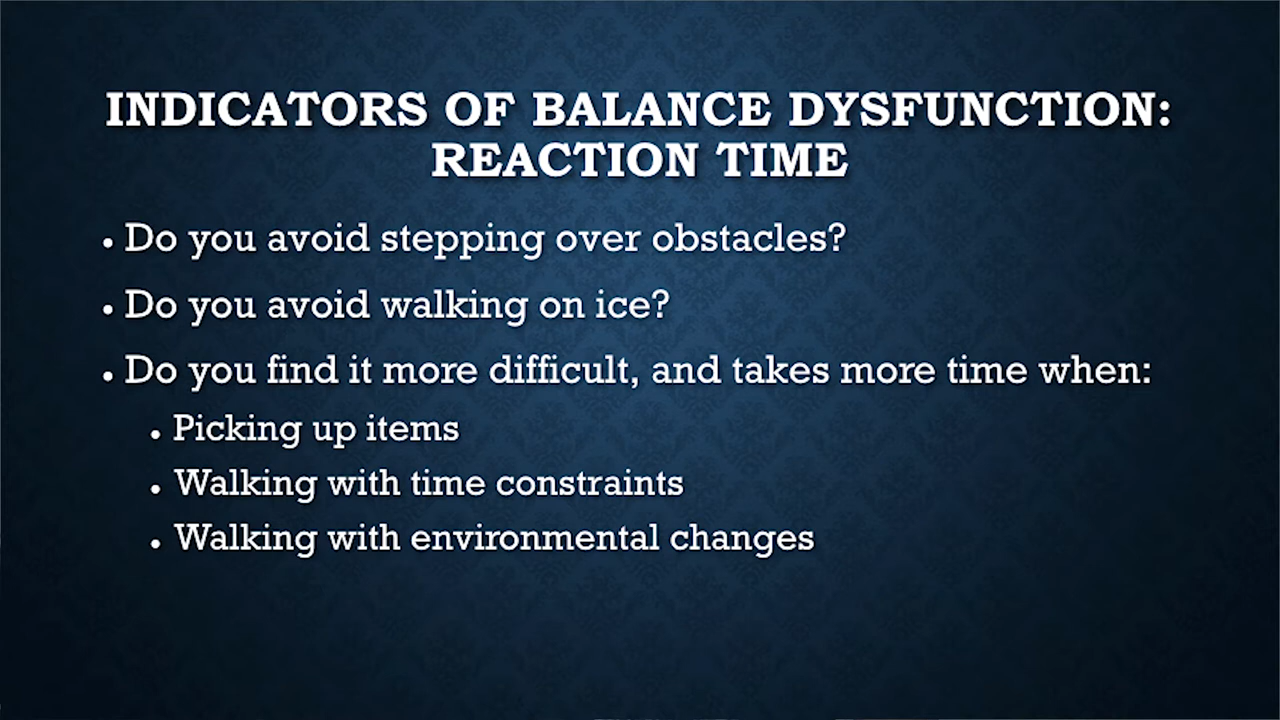 INDICATORS OF BALANCE DYSFUNCTION:
REACTION TIME
• Do you avoid stepping over obstacles?
• Do you avoid walking on ice?
• Do you find it more difficult, and takes more time when:
• Picking up items
• Walking with time constraints
• Walking with environmental changes